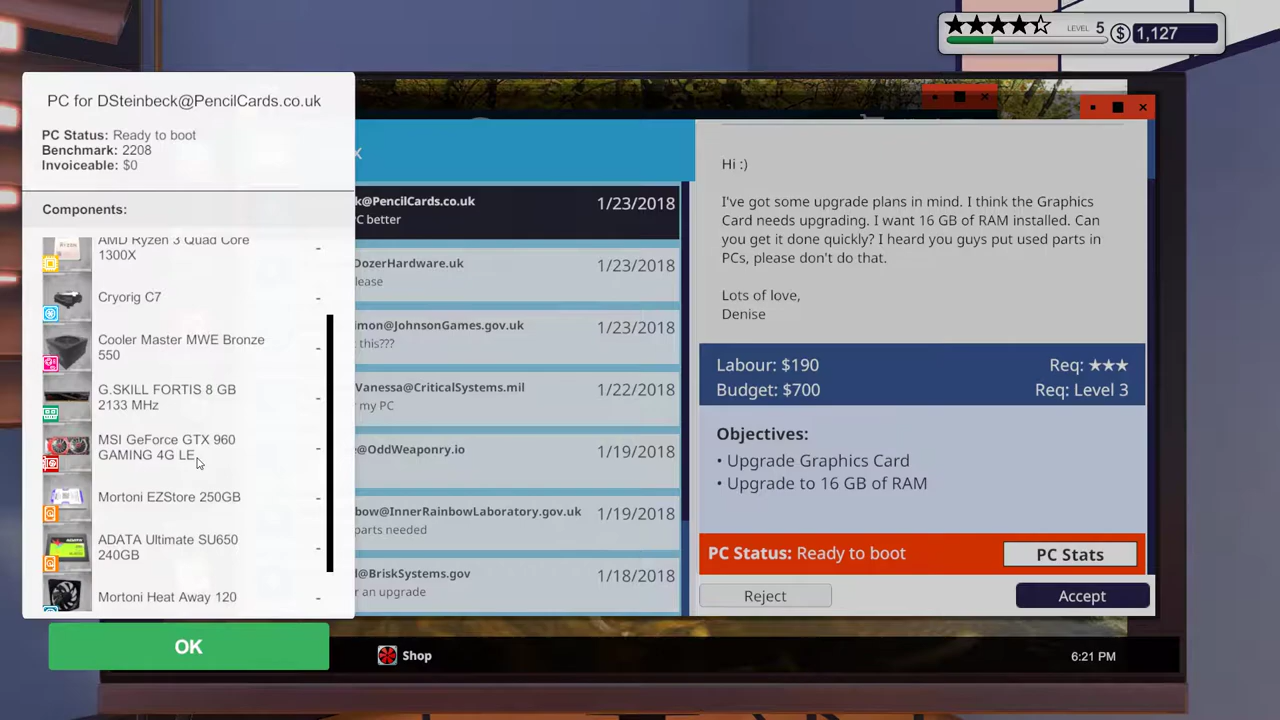 LEVEL 5 $ 1,127
PC for DSteinbeck@PencilCards.co.uk
PC Status: Ready to boot
Benchmark: 2208
Invoiceable: $0
Components:
AMD Ryzen 3 Quad Core
1300X
-
Cryorig C7
-
Cooler Master MWE Bronze
550
-
G.SKILL FORTIS 8 GB
2133 MHz
-
MSI GeForce GTX 960
GAMING 4G LE
-
Mortoni EZStore 250GB
-
ADATA Ultimate SU650
240GB
-
Mortoni Heat Away 120
-
OK
k@PencilCards.co.uk 1/23/2018
PC better
DozerHardware.uk 1/23/2018
lease
imon@JohnsonGames.gov.uk 1/23/2018
this???
Vanessa@CriticalSystems.mil 1/22/2018
my PC
e@OddWeaponry.io 1/19/2018
bow@InnerRainbowLaboratory.gov.uk 1/19/2018
parts needed
l@BriskSystems.gov 1/18/2018
r an upgrade
Hi :)
I've got some upgrade plans in mind. I think the Graphics
Card needs upgrading. I want 16 GB of RAM installed. Can
you get it done quickly? I heard you guys put used parts in
PCs, please don't do that.
Lots of love,
Denise
Labour: $190 Req: ★★★
Budget: $700 Req: Level 3
Objectives:
• Upgrade Graphics Card
• Upgrade to 16 GB of RAM
PC Status: Ready to boot PC Stats
Reject Accept
Shop 6:21 PM